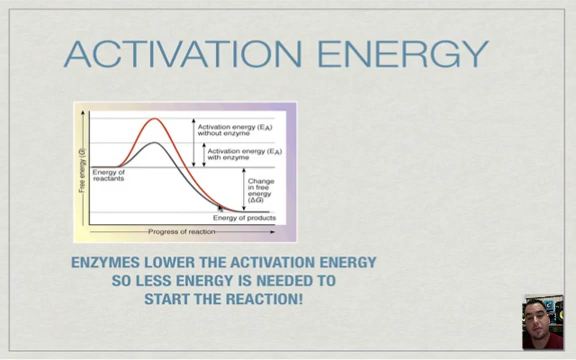 ACTIVATION ENERGY
Free energy (G)
Activation energy (EA)
without enzyme
Activation energy (EA)
with enzyme
Energy of
reactants
Change
in free
energy
(ΔG)
Energy of products
Progress of reaction
ENZYMES LOWER THE ACTIVATION ENERGY
SO LESS ENERGY IS NEEDED TO
START THE REACTION!